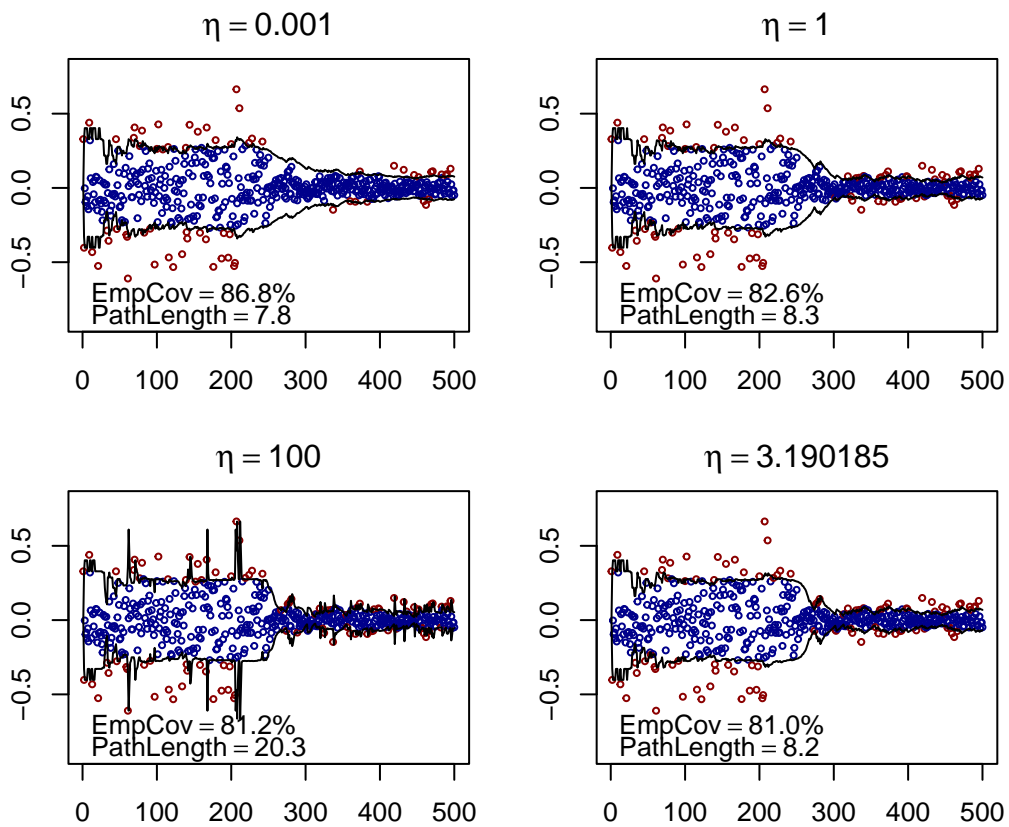 η = 0.001
0.5
0.0
−0.5
EmpCov = 86.8%
PathLength = 7.8
0 100 200 300 400 500
η = 1
0.5
0.0
−0.5
EmpCov = 82.6%
PathLength = 8.3
0 100 200 300 400 500
η = 100
0.5
0.0
−0.5
EmpCov = 81.2%
PathLength = 20.3
0 100 200 300 400 500
η = 3.190185
0.5
0.0
−0.5
EmpCov = 81.0%
PathLength = 8.2
0 100 200 300 400 500